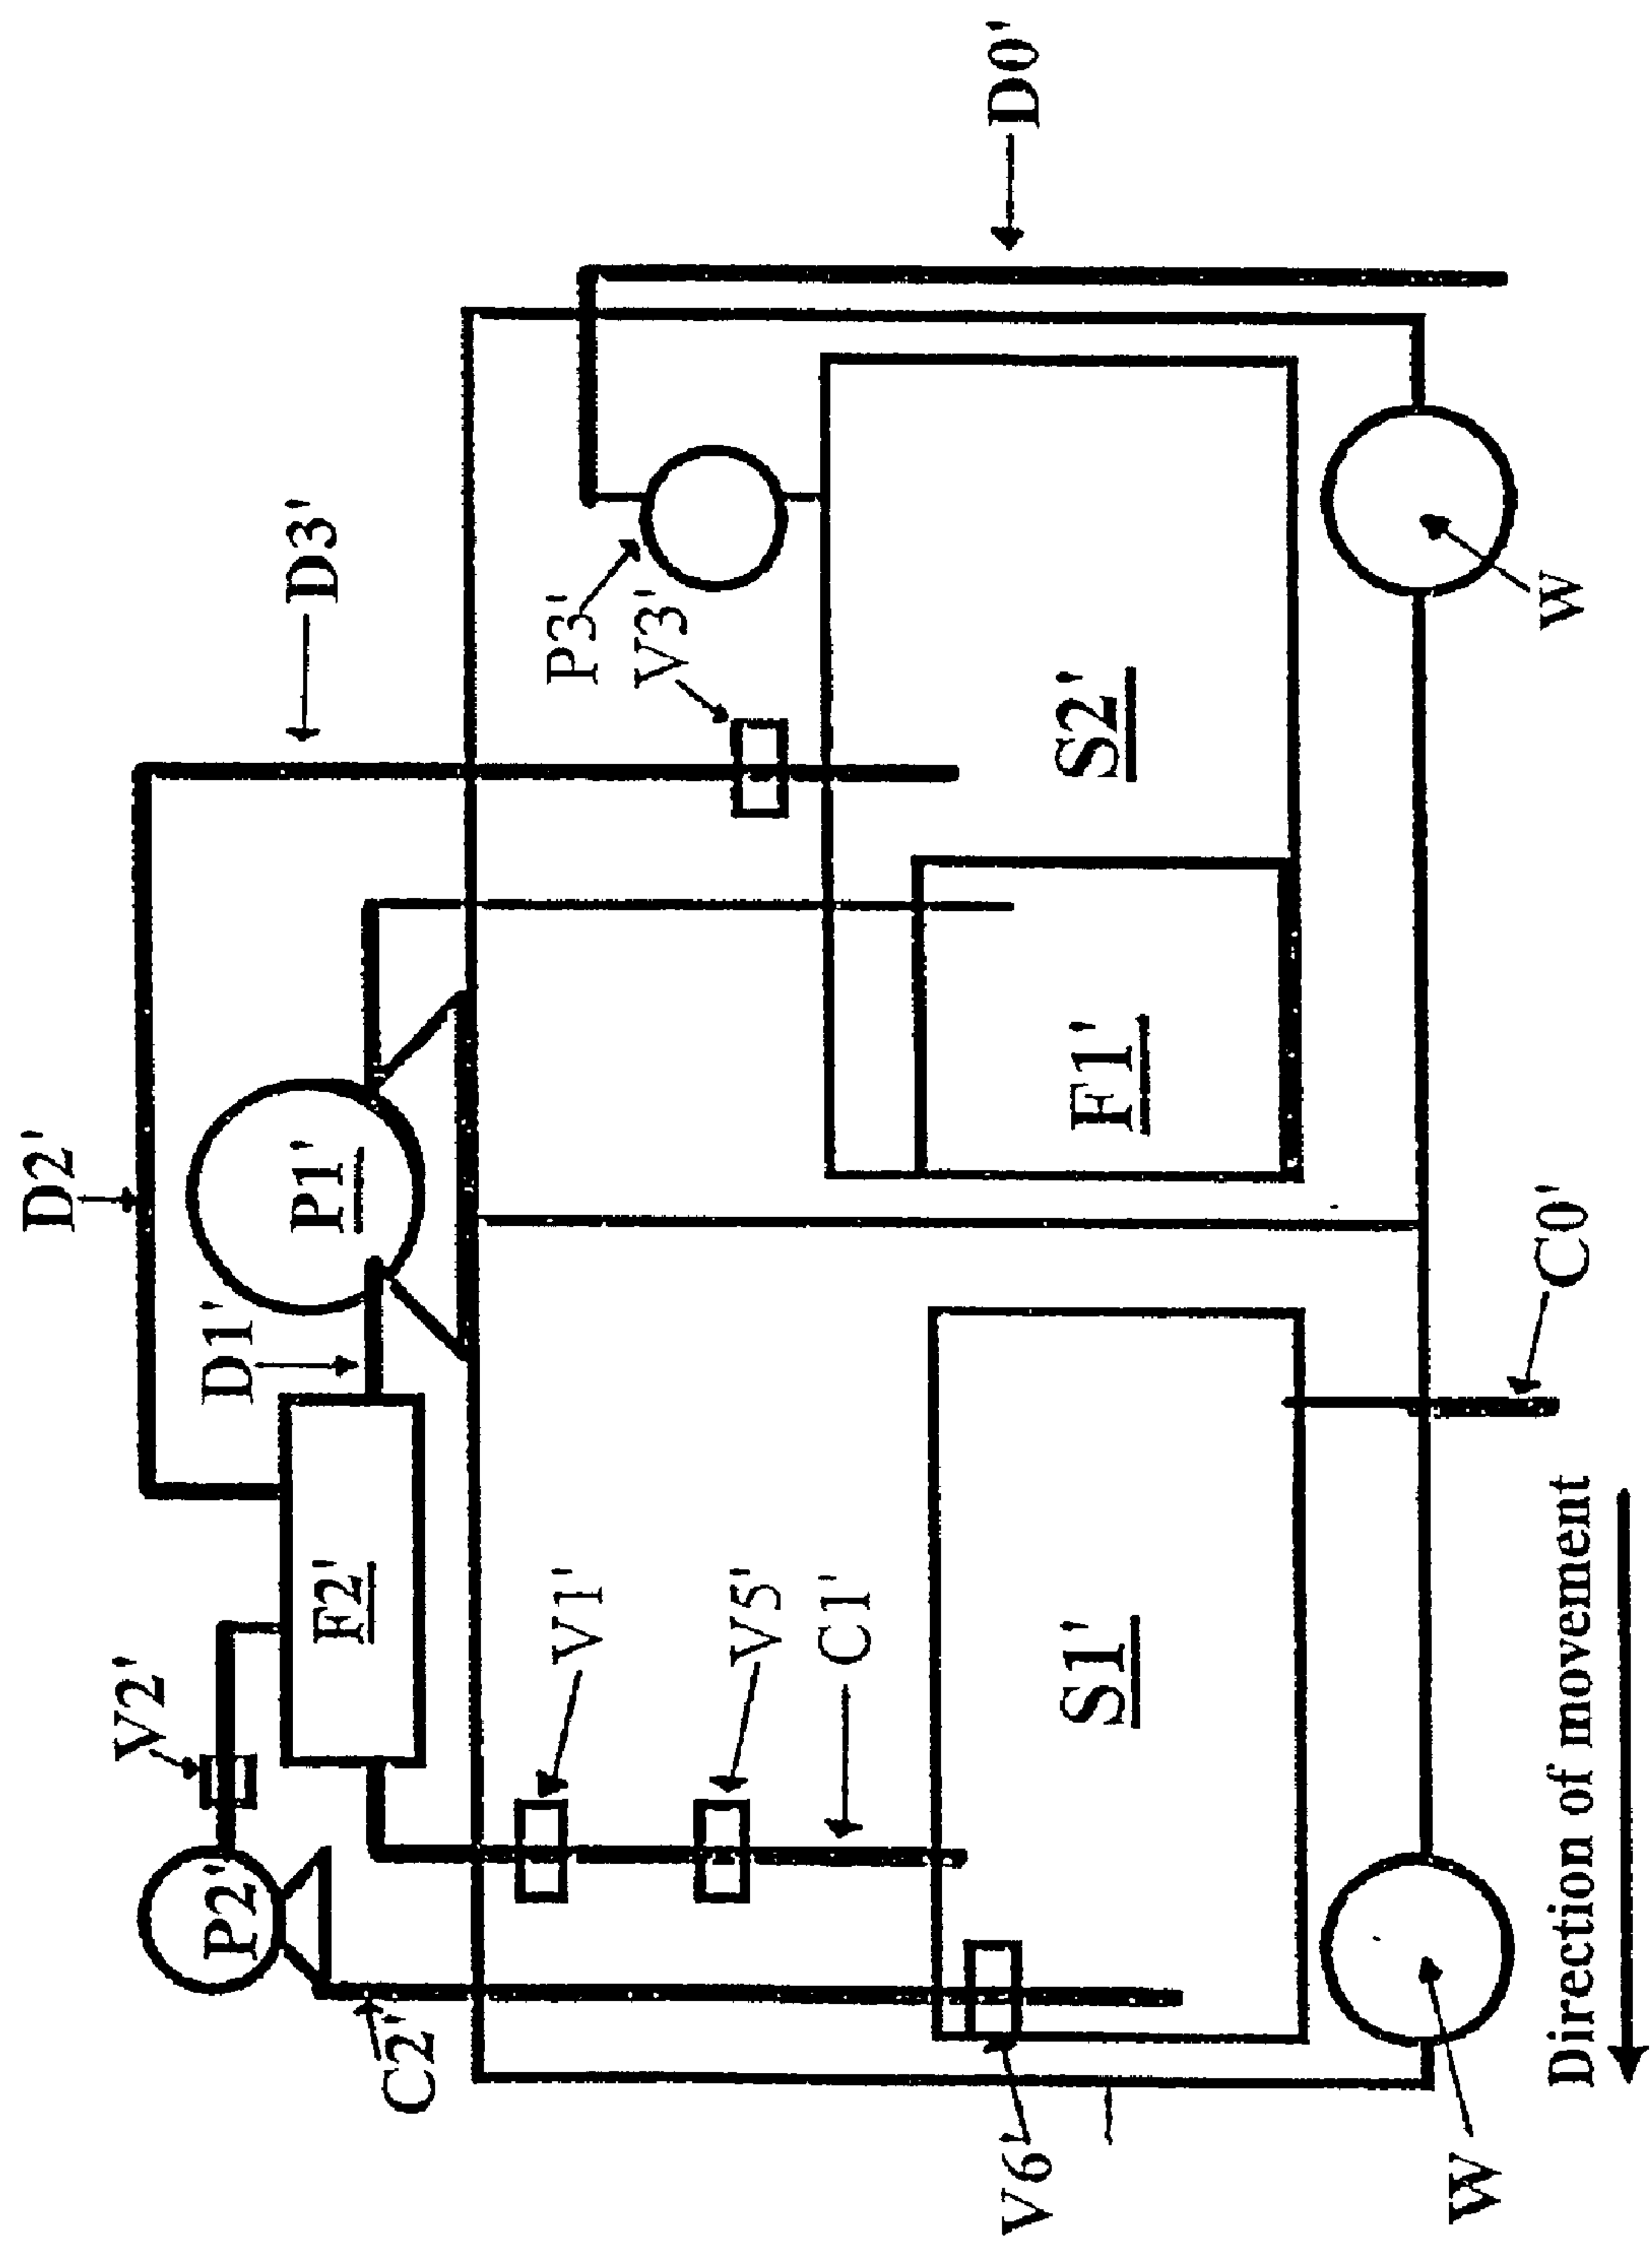 D2'
D3'
D0'
V2'
P2'
F2'
D1'
P1'
C2'
V1'
V5'
C1'
P3'
V3'
V6'
S1'
F1'
S2'
C0'
W
W
Direction of movement